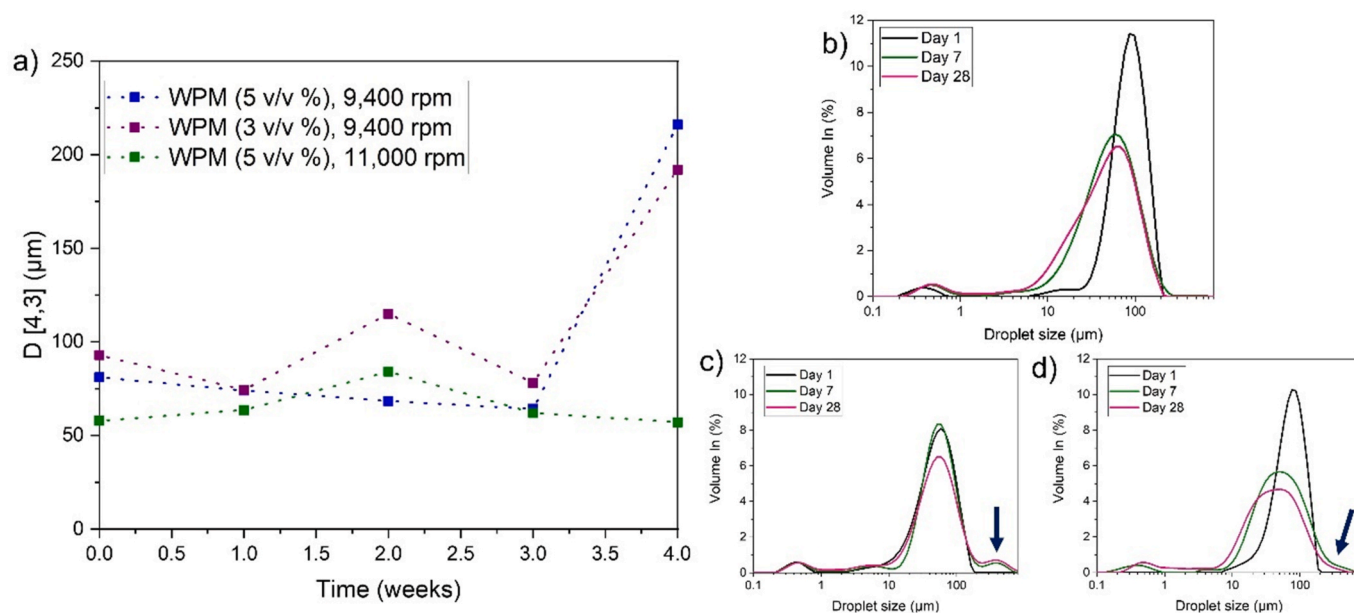 a)
250
200
150
100
50
0
D [4,3] (µm)
WPM (5 v/v %), 9,400 rpm
WPM (3 v/v %), 9,400 rpm
WPM (5 v/v %), 11,000 rpm
0.0 0.5 1.0 1.5 2.0 2.5 3.0 3.5 4.0
Time (weeks)
b)
12
10
8
6
4
2
0
Volume In (%)
Day 1
Day 7
Day 28
0.1 1 10 100
Droplet size (µm)
c)
12
10
8
6
4
2
0
Volume In (%)
Day 1
Day 7
Day 28
0.1 1 10 100
Droplet size (µm)
d)
12
10
8
6
4
2
0
Volume In (%)
Day 1
Day 7
Day 28
0.1 1 10 100
Droplet size (µm)